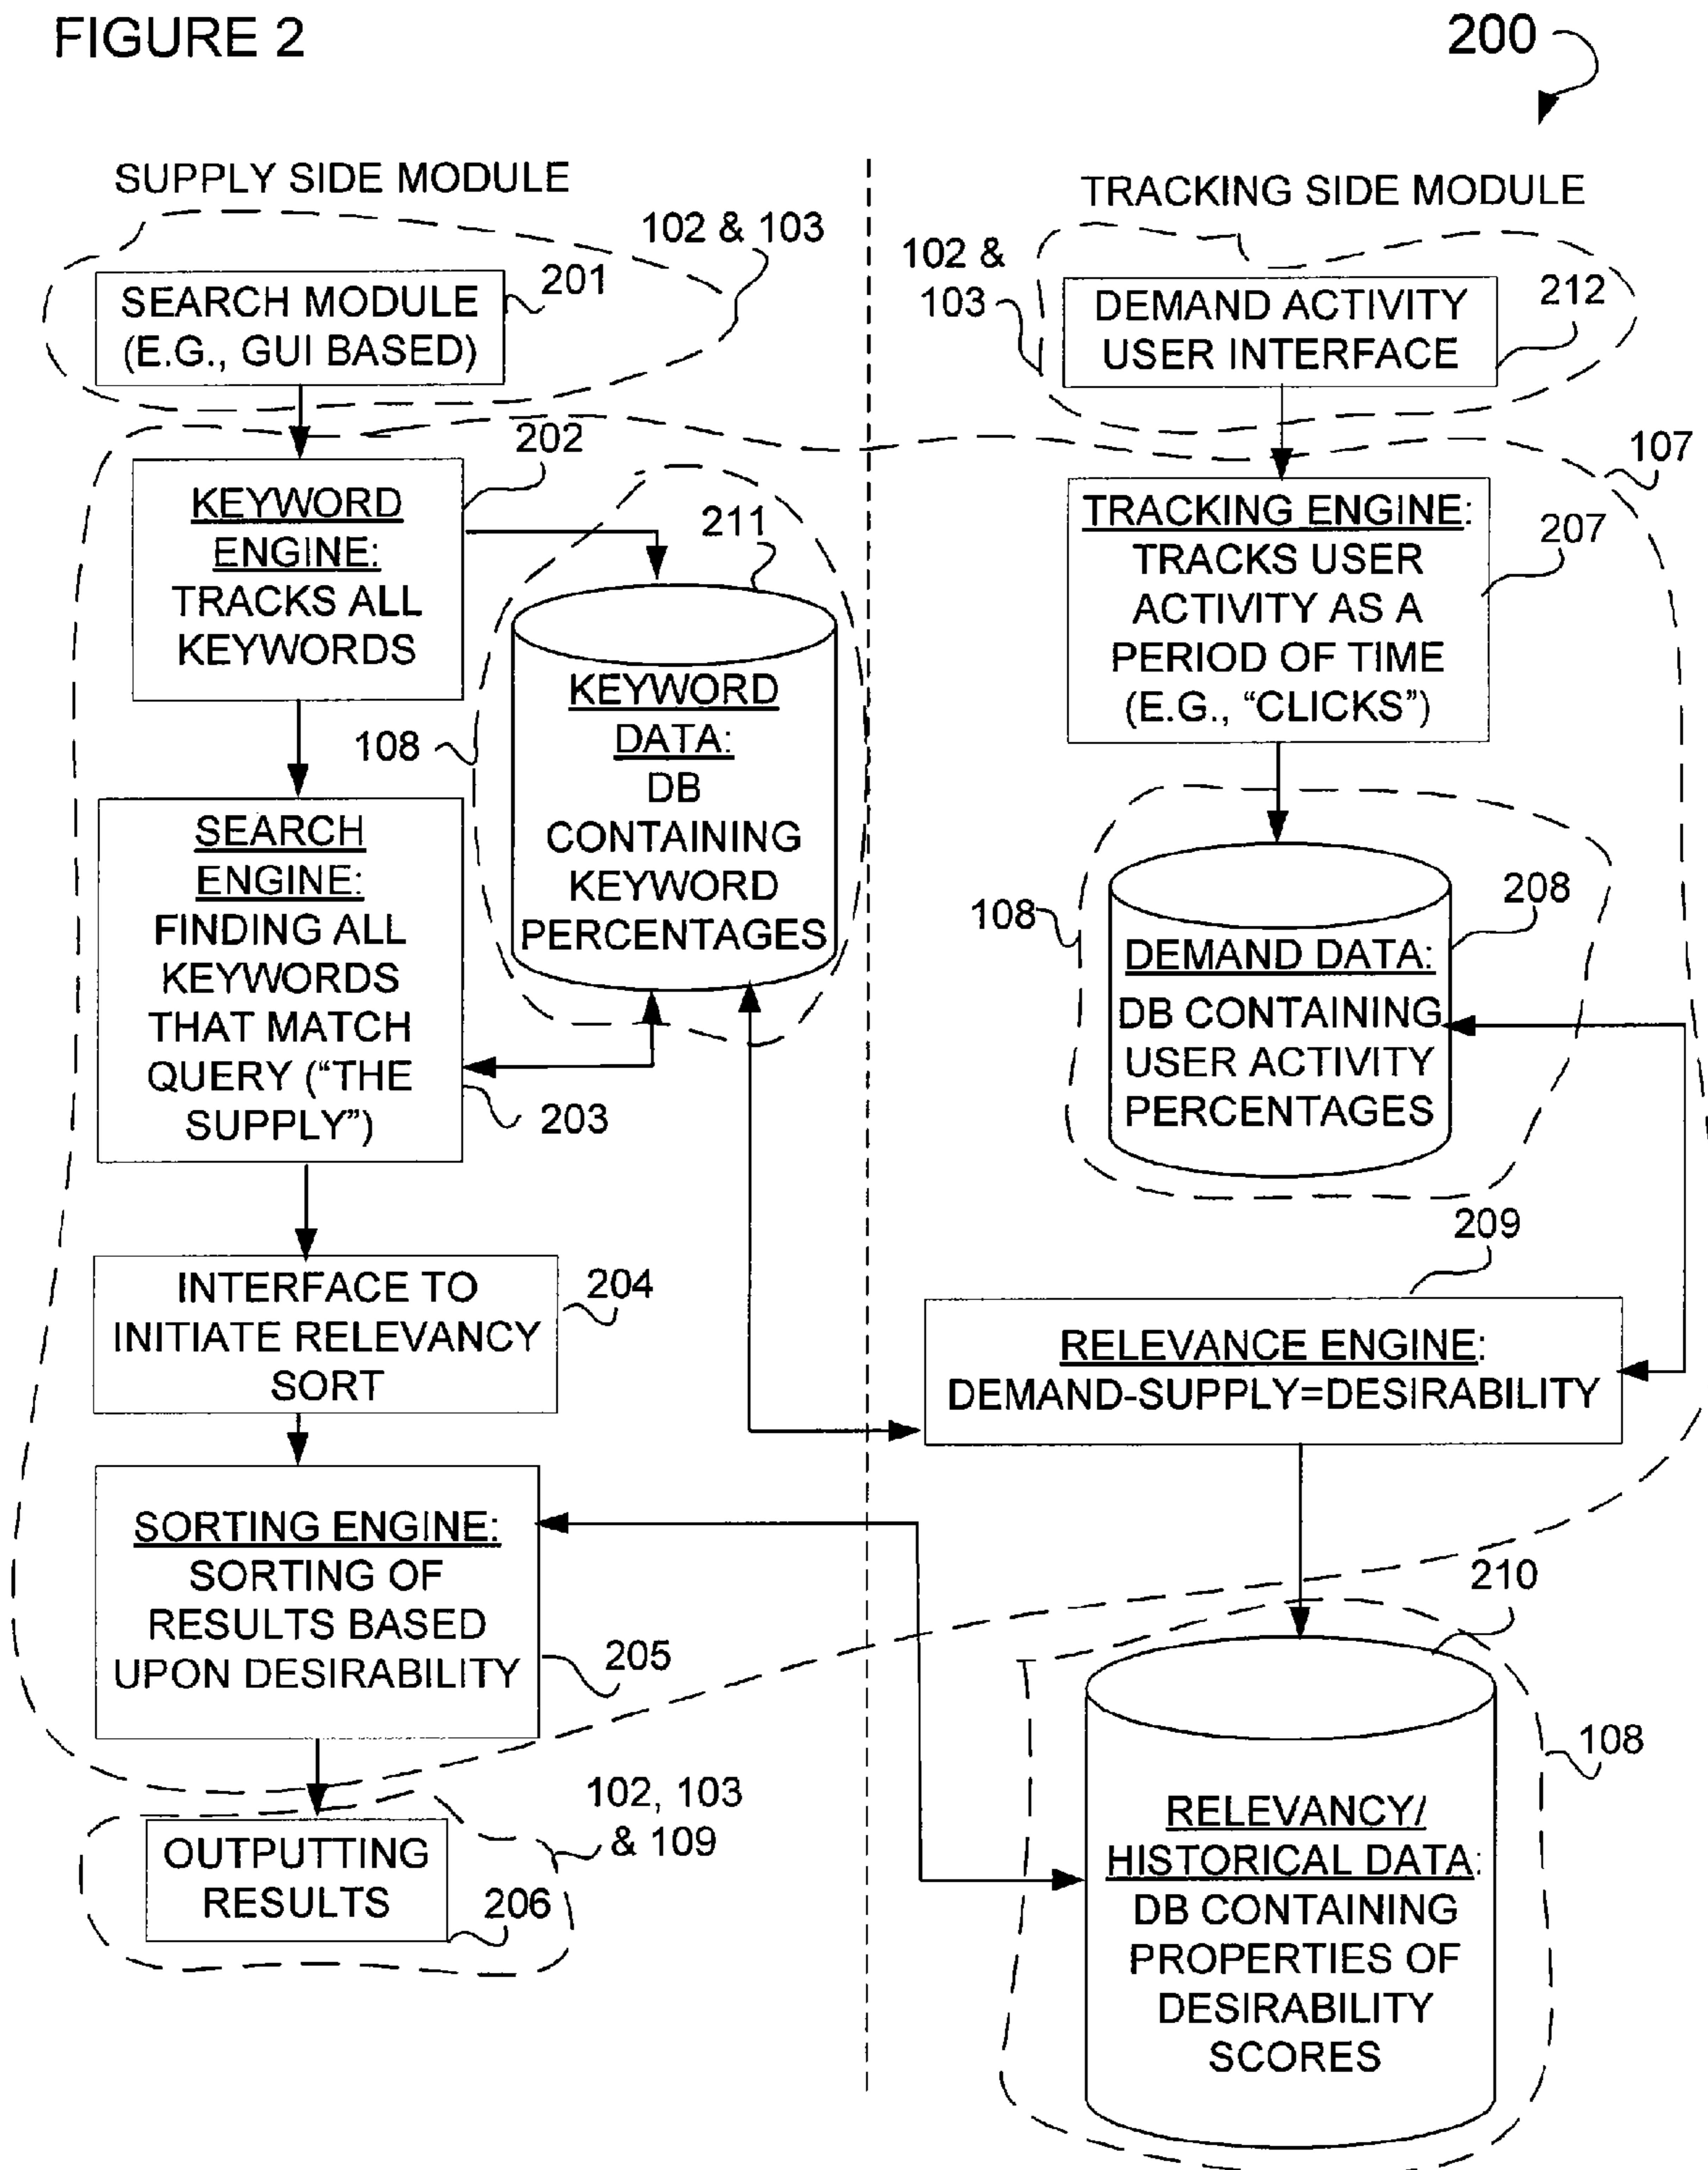 FIGURE 2
200
SUPPLY SIDE MODULE
TRACKING SIDE MODULE
102 & 103
201
SEARCH MODULE
(E.G., GUI BASED)
102 &
103
212
DEMAND ACTIVITY
USER INTERFACE
202
KEYWORD
ENGINE:
TRACKS ALL
KEYWORDS
211
KEYWORD
DATA:
DB
CONTAINING
KEYWORD
PERCENTAGES
108
107
TRACKING ENGINE:
TRACKS USER
ACTIVITY AS A
PERIOD OF TIME
(E.G., “CLICKS”)
207
SEARCH
ENGINE:
FINDING ALL
KEYWORDS
THAT MATCH
QUERY (“THE
SUPPLY”)
203
108
208
DEMAND DATA:
DB CONTAINING
USER ACTIVITY
PERCENTAGES
INTERFACE TO
INITIATE RELEVANCY
SORT
204
209
RELEVANCE ENGINE:
DEMAND-SUPPLY=DESIRABILITY
SORTING ENGINE:
SORTING OF
RESULTS BASED
UPON DESIRABILITY
205
210
108
RELEVANCY/
HISTORICAL DATA:
DB CONTAINING
PROPERTIES OF
DESIRABILITY
SCORES
102, 103
& 109
OUTPUTTING
RESULTS
206